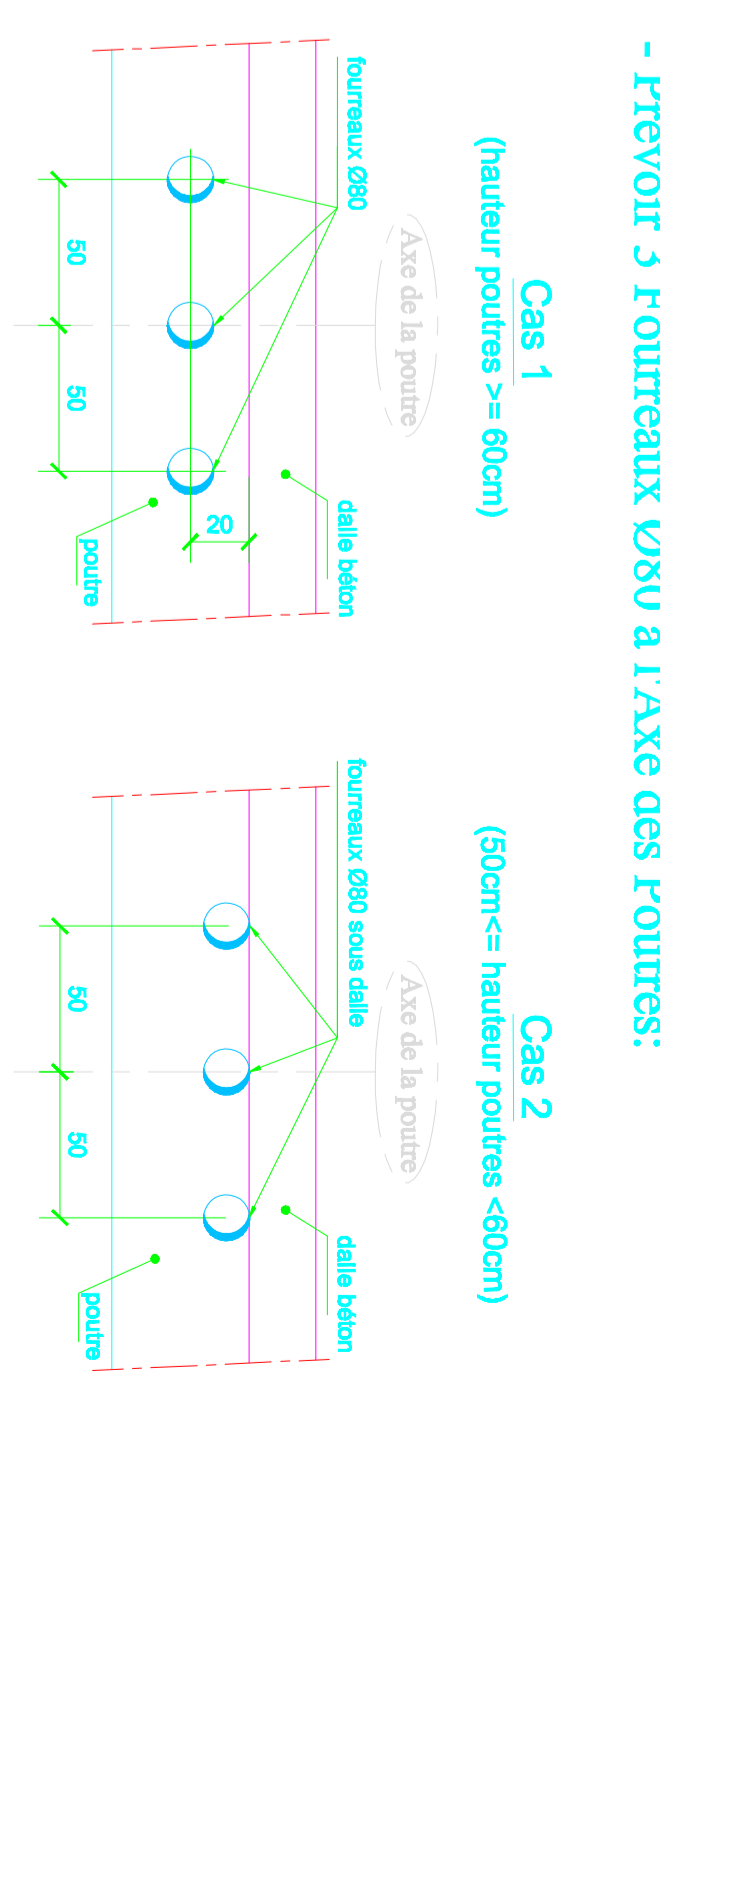 - Prévoir 3 Fourreaux Ø80 à l'Axe des Poutres:
Cas 1
(hauteur poutres >= 60cm)
Axe de la poutre
fourreaux Ø80
dalle béton
20
poutre
50
50
Cas 2
(50cm<= hauteur poutres <60cm)
Axe de la poutre
fourreaux Ø80 sous dalle
dalle béton
poutre
50
50